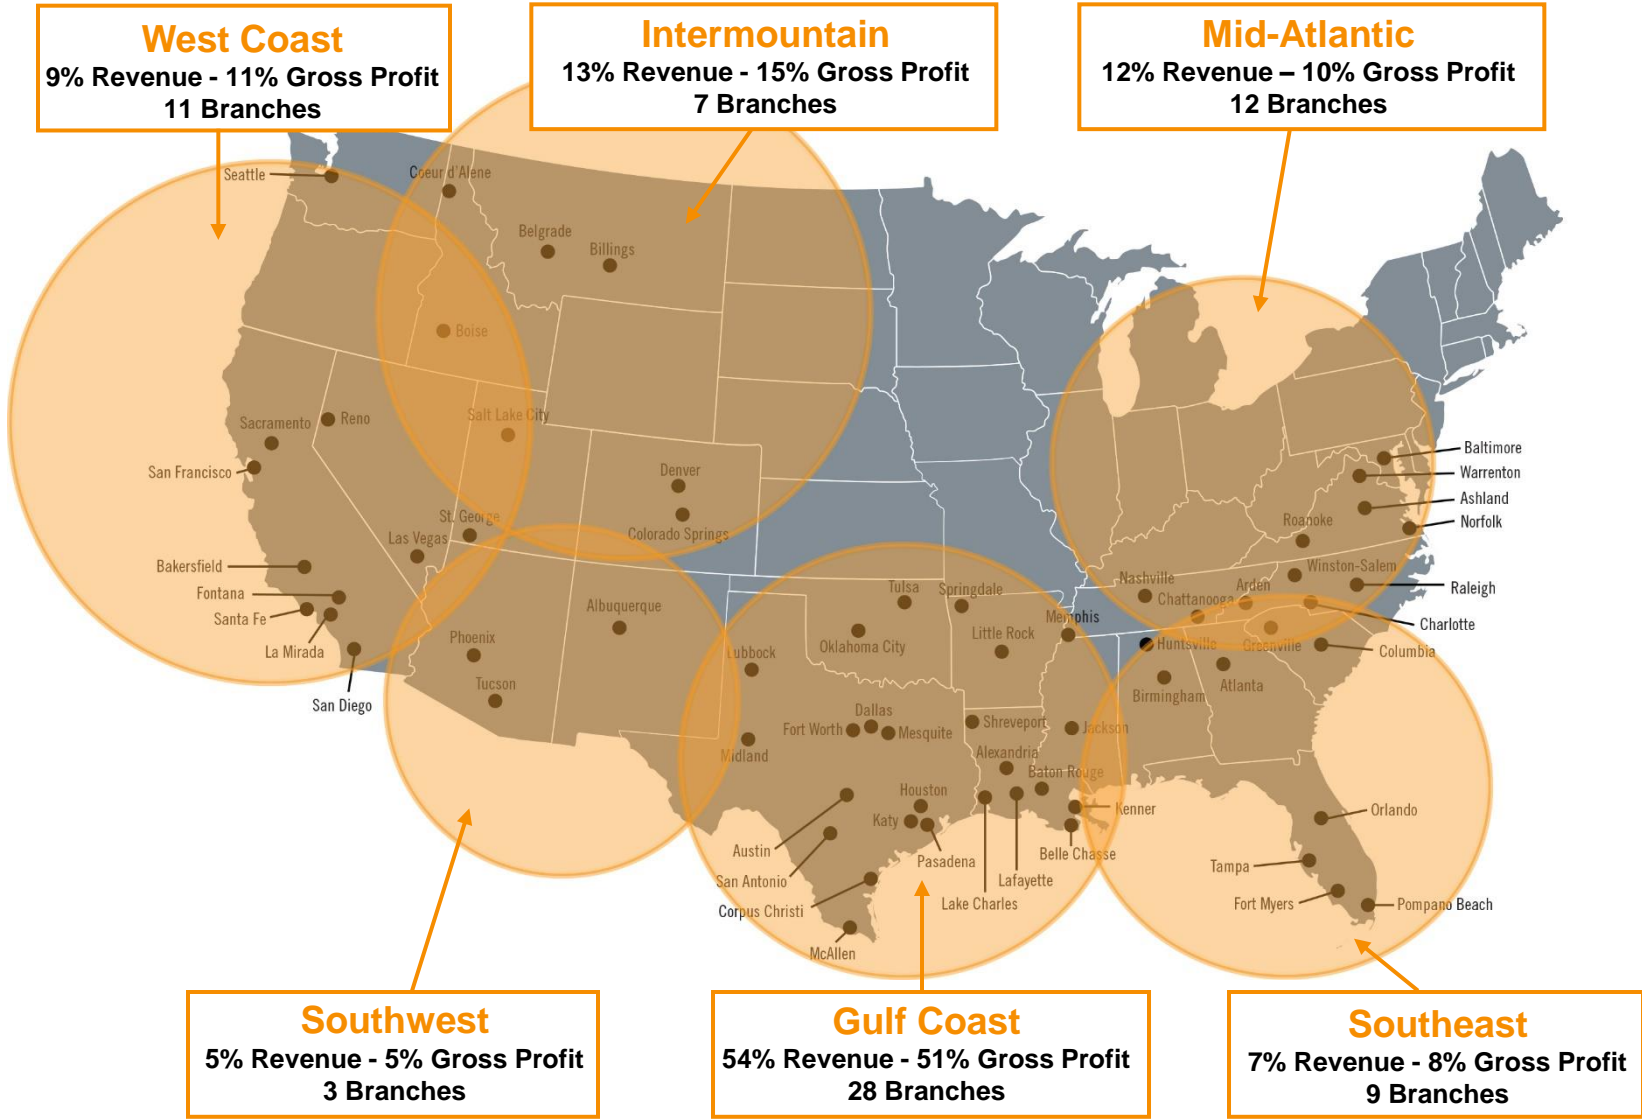 West Coast
9% Revenue - 11% Gross Profit
11 Branches
Intermountain
13% Revenue - 15% Gross Profit
7 Branches
Mid-Atlantic
12% Revenue – 10% Gross Profit
12 Branches
Seattle
Coeur d'Alene
Belgrade
Billings
Boise
Salt Lake City
Reno
Sacramento
San Francisco
Denver
Colorado Springs
St. George
Las Vegas
Bakersfield
Fontana
Santa Fe
La Mirada
San Diego
Phoenix
Tucson
Albuquerque
Lubbock
Midland
Tulsa
Springdale
Oklahoma City
Little Rock
Memphis
Dallas
Fort Worth
Mesquite
Shreveport
Jackson
Alexandria
Baton Rouge
Houston
Katy
Pasadena
Kenner
Belle Chasse
Lafayette
Lake Charles
Austin
San Antonio
Corpus Christi
McAllen
Baltimore
Warrenton
Ashland
Norfolk
Roanoke
Winston-Salem
Raleigh
Nashville
Chattanooga
Arden
Charlotte
Huntsville
Greenville
Columbia
Birmingham
Atlanta
Orlando
Tampa
Fort Myers
Pompano Beach
Southwest
5% Revenue - 5% Gross Profit
3 Branches
Gulf Coast
54% Revenue - 51% Gross Profit
28 Branches
Southeast
7% Revenue - 8% Gross Profit
9 Branches